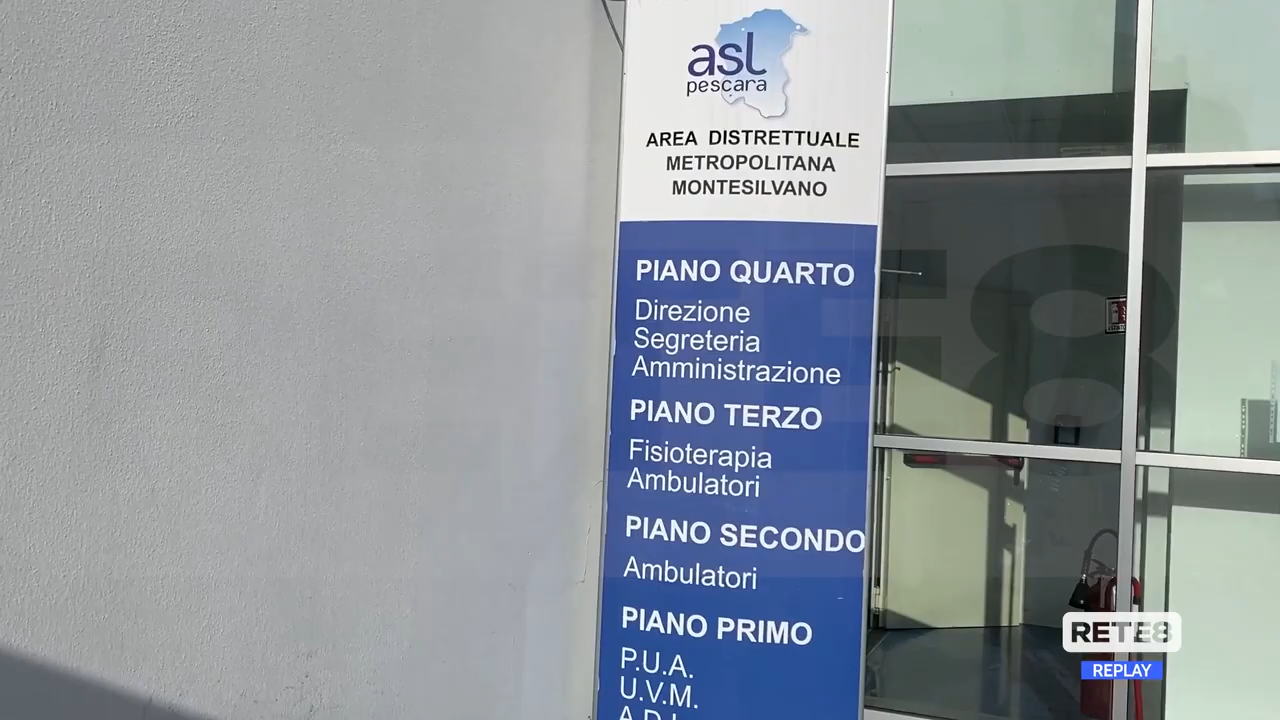 asl
pescara
AREA DISTRETTUALE
METROPOLITANA
MONTESILVANO
PIANO QUARTO
Direzione
Segreteria
Amministrazione
PIANO TERZO
Fisioterapia
Ambulatori
PIANO SECONDO
Ambulatori
PIANO PRIMO
P.U.A.
U.V.M.
RETE8
REPLAY